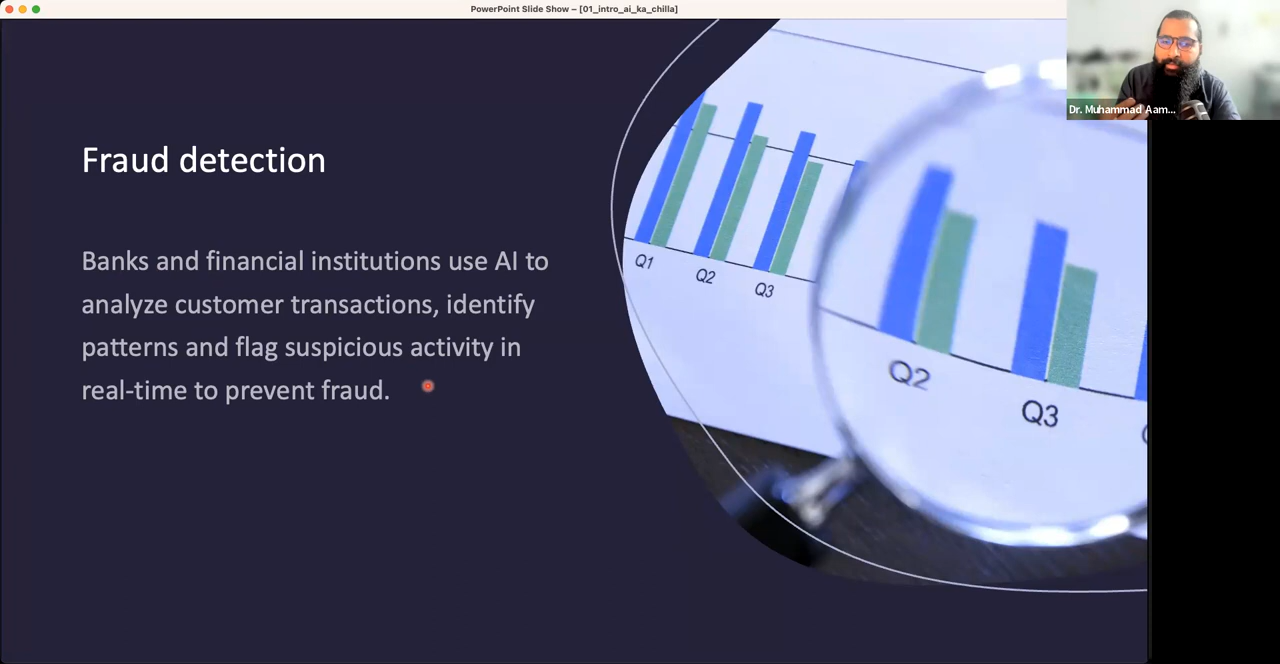 PowerPoint Slide Show – [01_intro_ai_ka_chilla]
Dr. Muhammad Aam...
Fraud detection
Banks and financial institutions use AI to
analyze customer transactions, identify
patterns and flag suspicious activity in
real-time to prevent fraud.
Q1
Q2
Q3
Q2
Q3